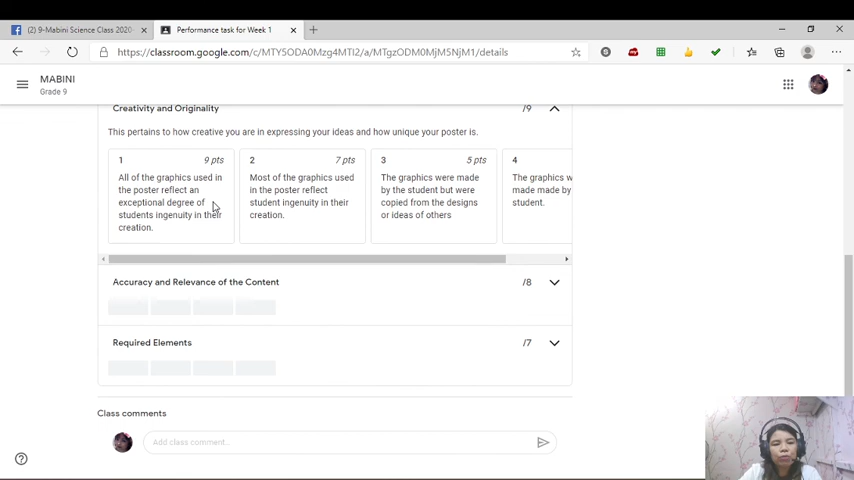 (2) 9-Mabini Science Class 2020-
Performance task for Week 1
https://classroom.google.com/c/MTY5ODA0Mzg4MTI2/a/MTgzODM0MjM5NjM1/details
MABINI
Grade 9
Creativity and Originality /9
This pertains to how creative you are in expressing your ideas and how unique your poster is.
1 9 pts
All of the graphics used in
the poster reflect an
exceptional degree of
students ingenuity in their
creation.
2 7 pts
Most of the graphics used
in the poster reflect
student ingenuity in their
creation.
3 5 pts
The graphics were made
by the student but were
copied from the designs
or ideas of others
4
The graphics w
made made by
student.
Accuracy and Relevance of the Content /8
Required Elements /7
Class comments
Add class comment...